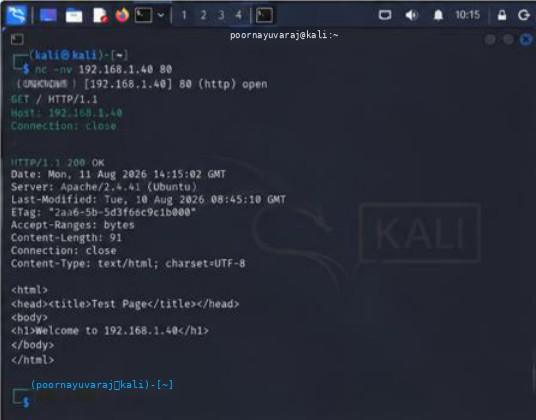 1 2 3 4
10:15
poornayuvaraj@kali:~
(kali㉿kali)-[~]
$ nc -nv 192.168.1.40 80
(UNKNOWN) [192.168.1.40] 80 (http) open
GET / HTTP/1.1
Host: 192.168.1.40
Connection: close
HTTP/1.1 200 OK
Date: Mon, 11 Aug 2026 14:15:02 GMT
Server: Apache/2.4.41 (Ubuntu)
Last-Modified: Tue, 10 Aug 2026 08:45:10 GMT
ETag: "2aa6-5b-5d3f66c9c1b000"
Accept-Ranges: bytes
Content-Length: 91
Connection: close
Content-Type: text/html; charset=UTF-8
<html>
<head><title>Test Page</title></head>
<body>
<h1>Welcome to 192.168.1.40</h1>
</body>
</html>
KALI
(poornayuvaraj▯kali)-[~]
$